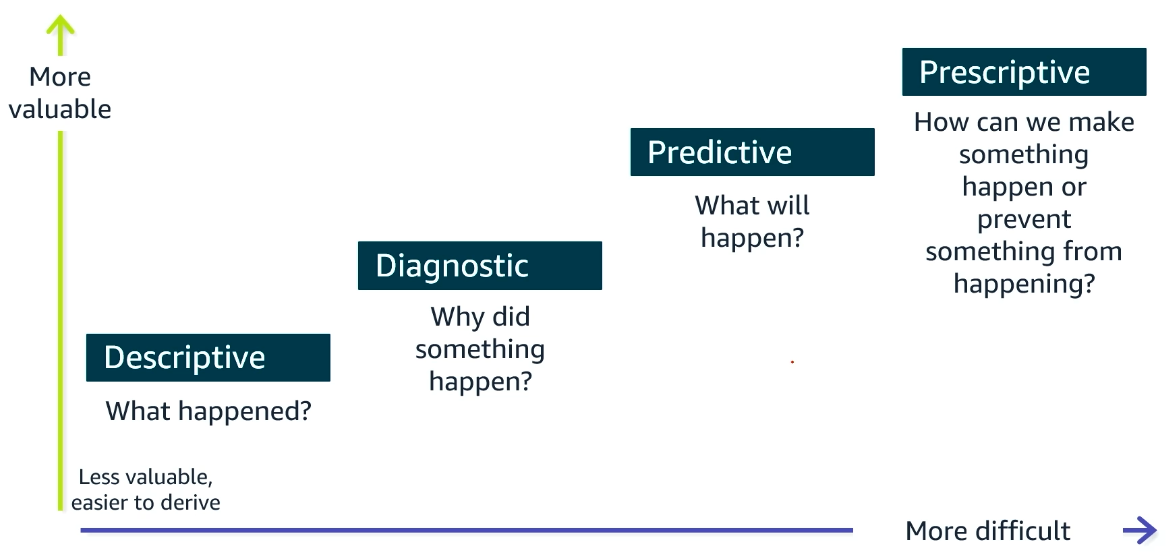 More
valuable
Descriptive
What happened?
Less valuable,
easier to derive
Diagnostic
Why did
something
happen?
Predictive
What will
happen?
Prescriptive
How can we make
something
happen or
prevent
something from
happening?
More difficult